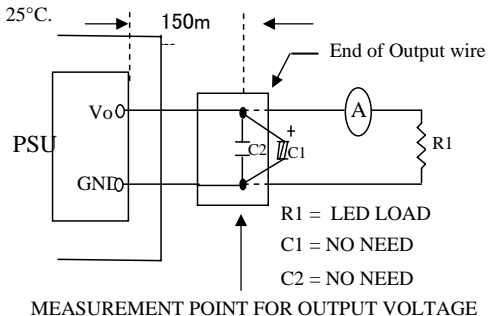 25°C.
150m
End of Output wire
Vo
A
PSU
+
C2
C1
R1
GND
R1 = LED LOAD
C1 = NO NEED
C2 = NO NEED
MEASUREMENT POINT FOR OUTPUT VOLTAGE